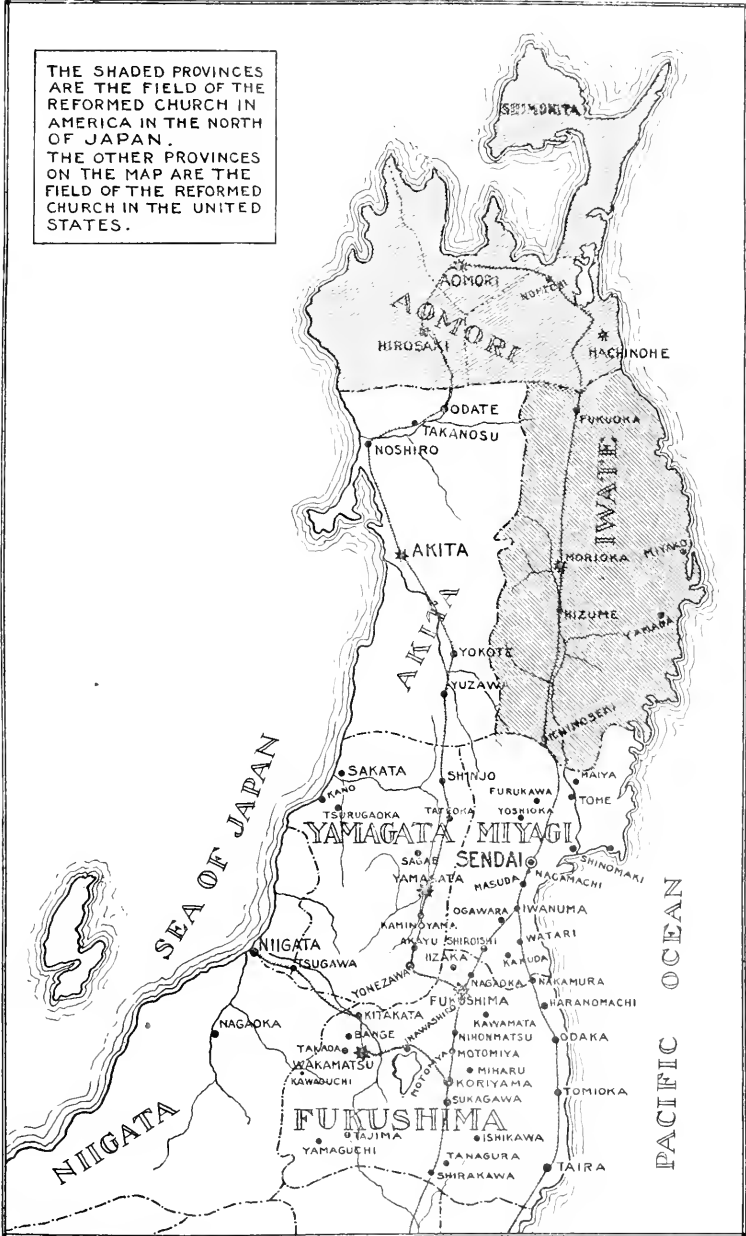 THE SHADED PROVINCES
ARE THE FIELD OF THE
REFORMED CHURCH IN
AMERICA IN THE NORTH
OF JAPAN.
THE OTHER PROVINCES
ON THE MAP ARE THE
FIELD OF THE REFORMED
CHURCH IN THE UNITED
STATES.
SHIMOKITA
AOMORI
AOMORI
HIROSAKI
HACHINOHE
ODATE
TAKANOSU
NOSHIRO
FUKUOKA
IWATE
AKITA
MORIOKA
MIYAKO
HIZUME
YAMADA
AKITA
YOKOTE
YUZAWA
ICHINOSEKI
SEA OF JAPAN
SAKATA
KANO
TSURUGAOKA
SHINJO
FURUKAWA
YOSHIOKA
HAIYA
TOME
TATEOKA
YAMAGATA
MIYAGI
SAGAE
SENDAI
SHINOMAKI
YAMAGATA
MASUDA
NAGAMACHI
OGAWARA
IWANUMA
KAMINOYAMA
AKAYU
SHIROISHI
WATARI
IIZAKA
KAKUDA
NIIGATA
TSUGAWA
YONEZAWA
NAGAOKA
NAKAMURA
FUKUSHIMA
HARANOMACHI
KITAKATA
KAWAMATA
NAGAOKA
BANGE
IKAWASHIRO
NIHONMATSU
ODAKA
TAKADA
WAKAMATSU
MOTOMIYA
MOTOMIYA
KAWAGUCHI
MIHARU
KORIYAMA
SUKAGAWA
TOMIOKA
FUKUSHIMA
NIIGATA
TAJIMA
YAMAGUCHI
ISHIKAWA
TANAGURA
SHIRAKAWA
TAIRA
PACIFIC OCEAN